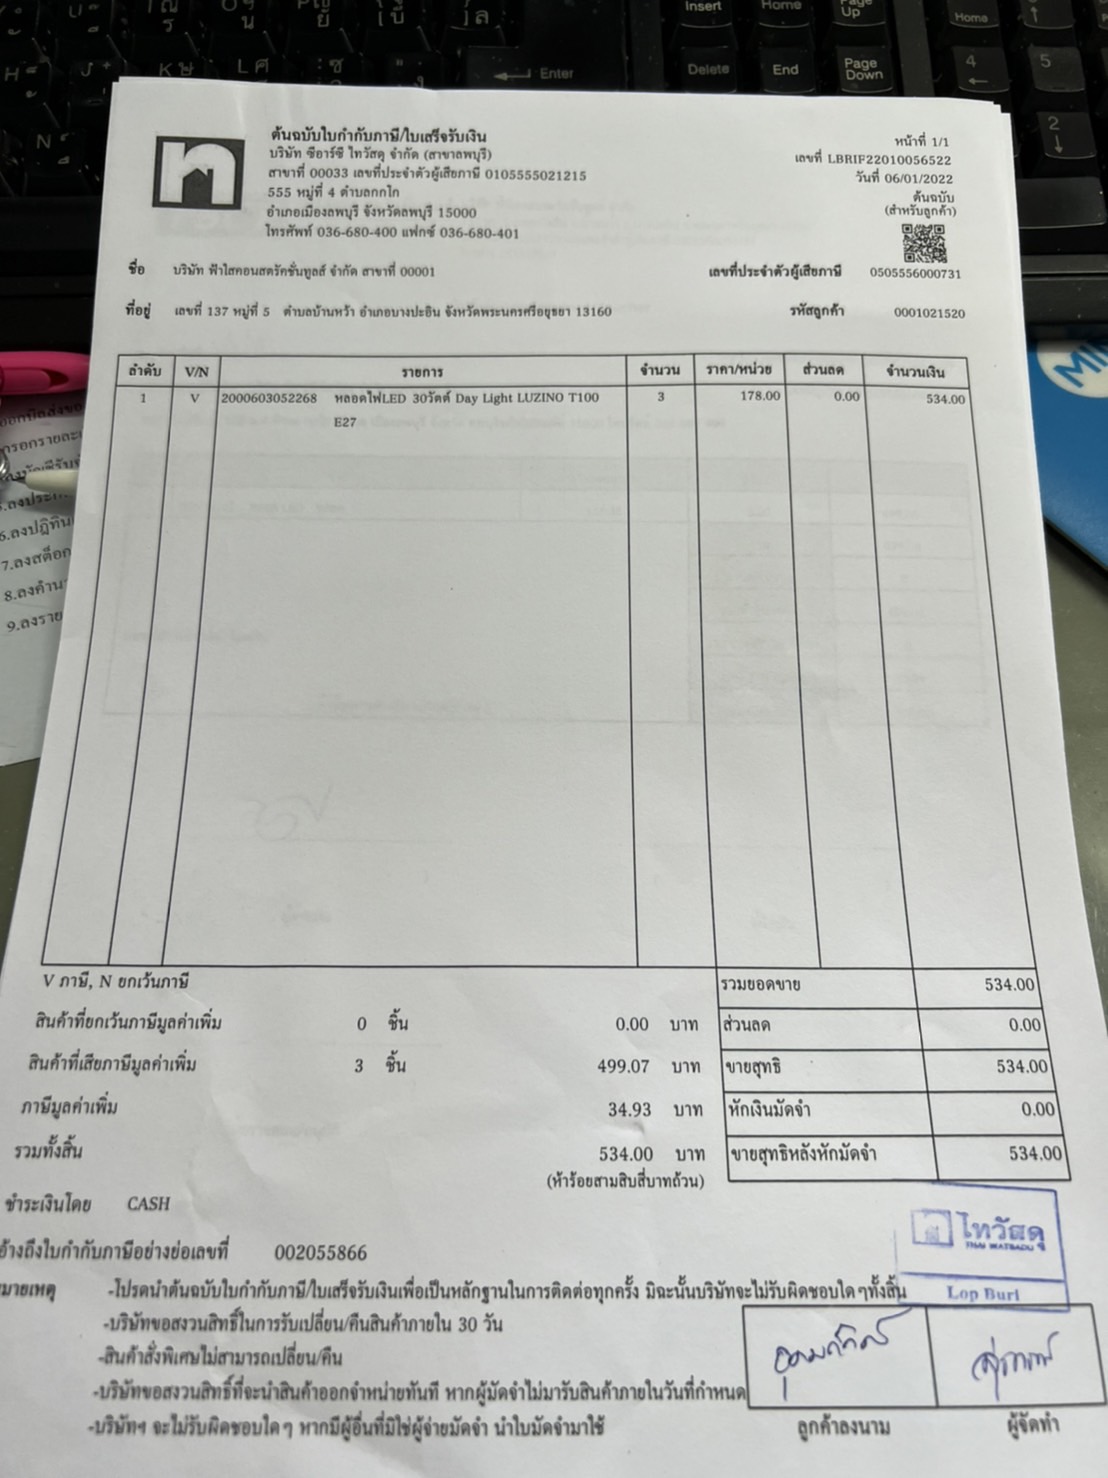 ต้นฉบับใบกำกับภาษี/ใบเสร็จรับเงิน
บริษัท ซีอาร์ซี ไทวัสดุ จำกัด (สาขาลพบุรี)
สาขาที่ 00033 เลขที่ประจำตัวผู้เสียภาษี 0105555021215
555 หมู่ที่ 4 ตำบลกกโก
อำเภอเมืองลพบุรี จังหวัดลพบุรี 15000
โทรศัพท์ 036-680-400 แฟกซ์ 036-680-401
หน้าที่ 1/1
เลขที่ LBRIF22010056522
วันที่ 06/01/2022
ต้นฉบับ
(สำหรับลูกค้า)
ชื่อ บริษัท ฟ้าใสคอนสตรัคชั่นทูลส์ จำกัด สาขาที่ 00001 เลขที่ประจำตัวผู้เสียภาษี 0505556000731
ที่อยู่ เลขที่ 137 หมู่ที่ 5 ตำบลบ้านหว้า อำเภอบางปะอิน จังหวัดพระนครศรีอยุธยา 13160 รหัสลูกค้า 0001021520
ลำดับ V/N รายการ จำนวน ราคา/หน่วย ส่วนลด จำนวนเงิน
1 V 2000603052268 หลอดไฟLED 30วัตต์ Day Light LUZINO T100 3 178.00 0.00 534.00
E27
V ภาษี, N ยกเว้นภาษี รวมยอดขาย 534.00
สินค้าที่ยกเว้นภาษีมูลค่าเพิ่ม 0 ชิ้น 0.00 บาท ส่วนลด 0.00
สินค้าที่เสียภาษีมูลค่าเพิ่ม 3 ชิ้น 499.07 บาท ขายสุทธิ 534.00
ภาษีมูลค่าเพิ่ม 34.93 บาท หักเงินมัดจำ 0.00
รวมทั้งสิ้น 534.00 บาท ขายสุทธิหลังหักมัดจำ 534.00
(ห้าร้อยสามสิบสี่บาทถ้วน)
ชำระเงินโดย CASH
อ้างถึงใบกำกับภาษีอย่างย่อเลขที่ 002055866
ไทวัสดุ
THAI WATSADU
Lop Buri
หมายเหตุ -โปรดนำต้นฉบับใบกำกับภาษี/ใบเสร็จรับเงินเพื่อเป็นหลักฐานในการติดต่อทุกครั้ง มิฉะนั้นบริษัทจะไม่รับผิดชอบใดๆทั้งสิ้น
-บริษัทขอสงวนสิทธิ์ในการรับเปลี่ยน/คืนสินค้าภายใน 30 วัน
-สินค้าสั่งพิเศษไม่สามารถเปลี่ยน/คืน
-บริษัทขอสงวนสิทธิ์ที่จะนำสินค้าออกจำหน่ายทันที หากผู้มัดจำไม่มารับสินค้าภายในวันที่กำหนด
-บริษัทฯ จะไม่รับผิดชอบใดๆ หากมีผู้อื่นที่มิใช่ผู้จ่ายมัดจำ นำใบมัดจำมาใช้
ลูกค้าลงนาม ผู้จัดทำ
Insert Home Page Up
Delete End Page Down
Enter
Home
4
5
2
7.ลงสต็อก